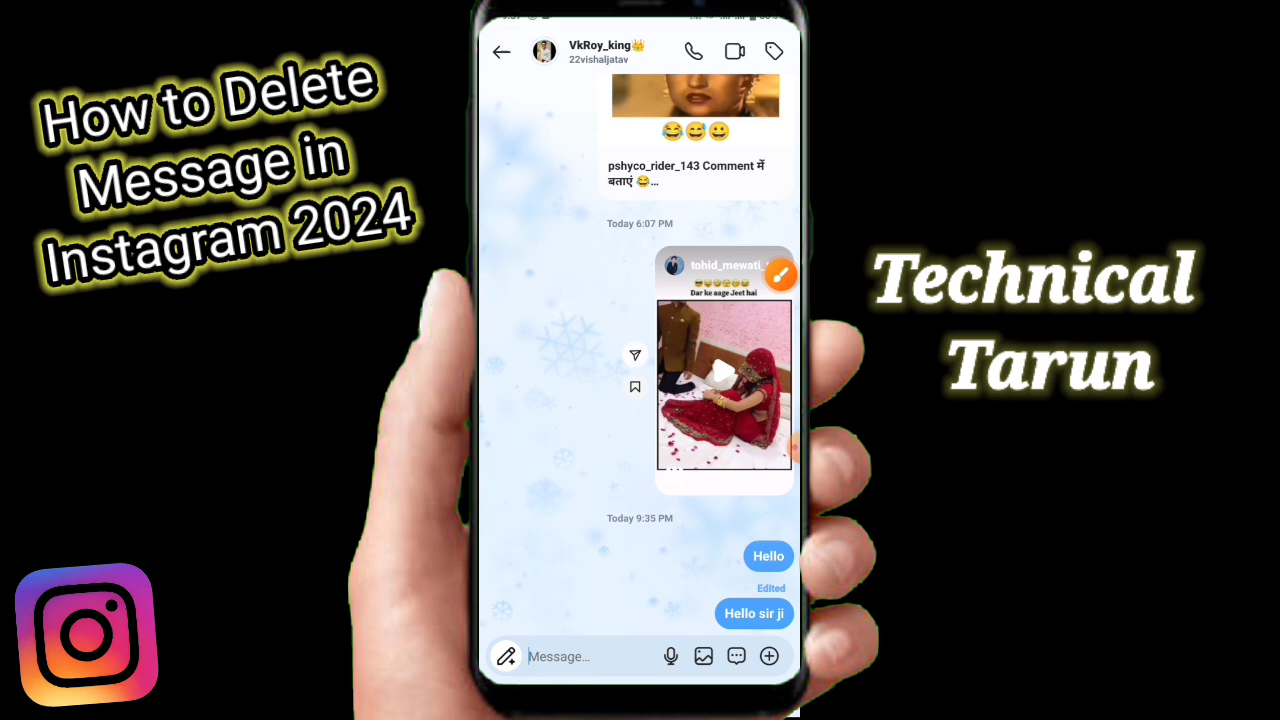 How to Delete
Message in
Instagram 2024
VkRoy_king👑
22vishaljatav
😂😅😀
pshyco_rider_143 Comment में
बताएं 😂...
Today 6:07 PM
tohid_mewati_
Dar ke aage Jeet hai
Today 9:35 PM
Hello
Edited
Hello sir ji
Message...
Technical
Tarun